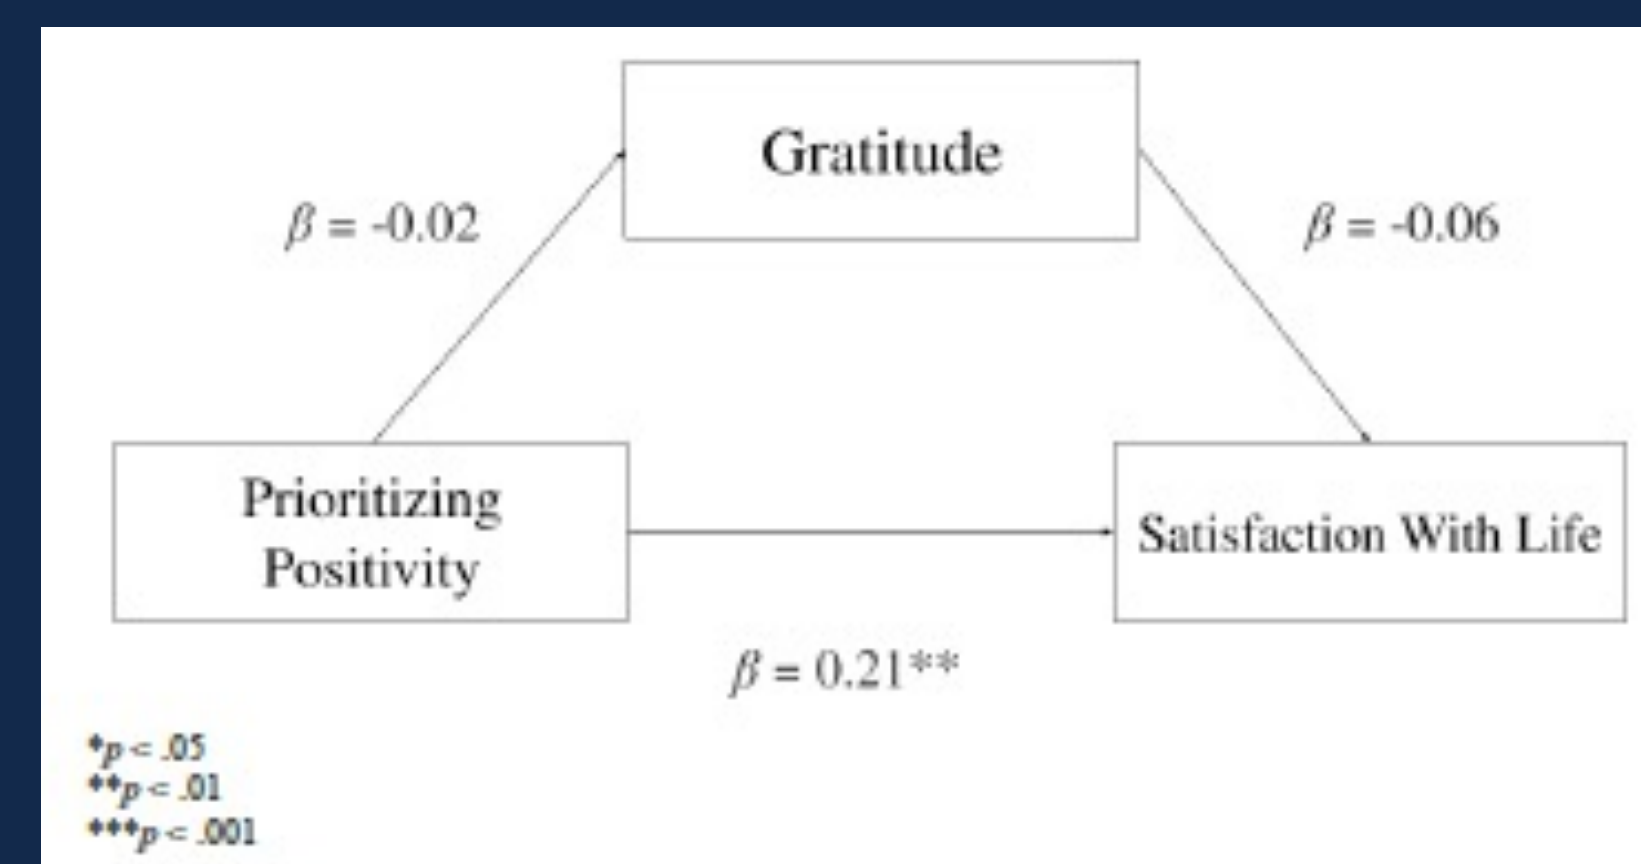 Gratitude
β = -0.02
β = -0.06
Prioritizing
Positivity
Satisfaction With Life
β = 0.21**
*p < .05
**p < .01
***p < .001